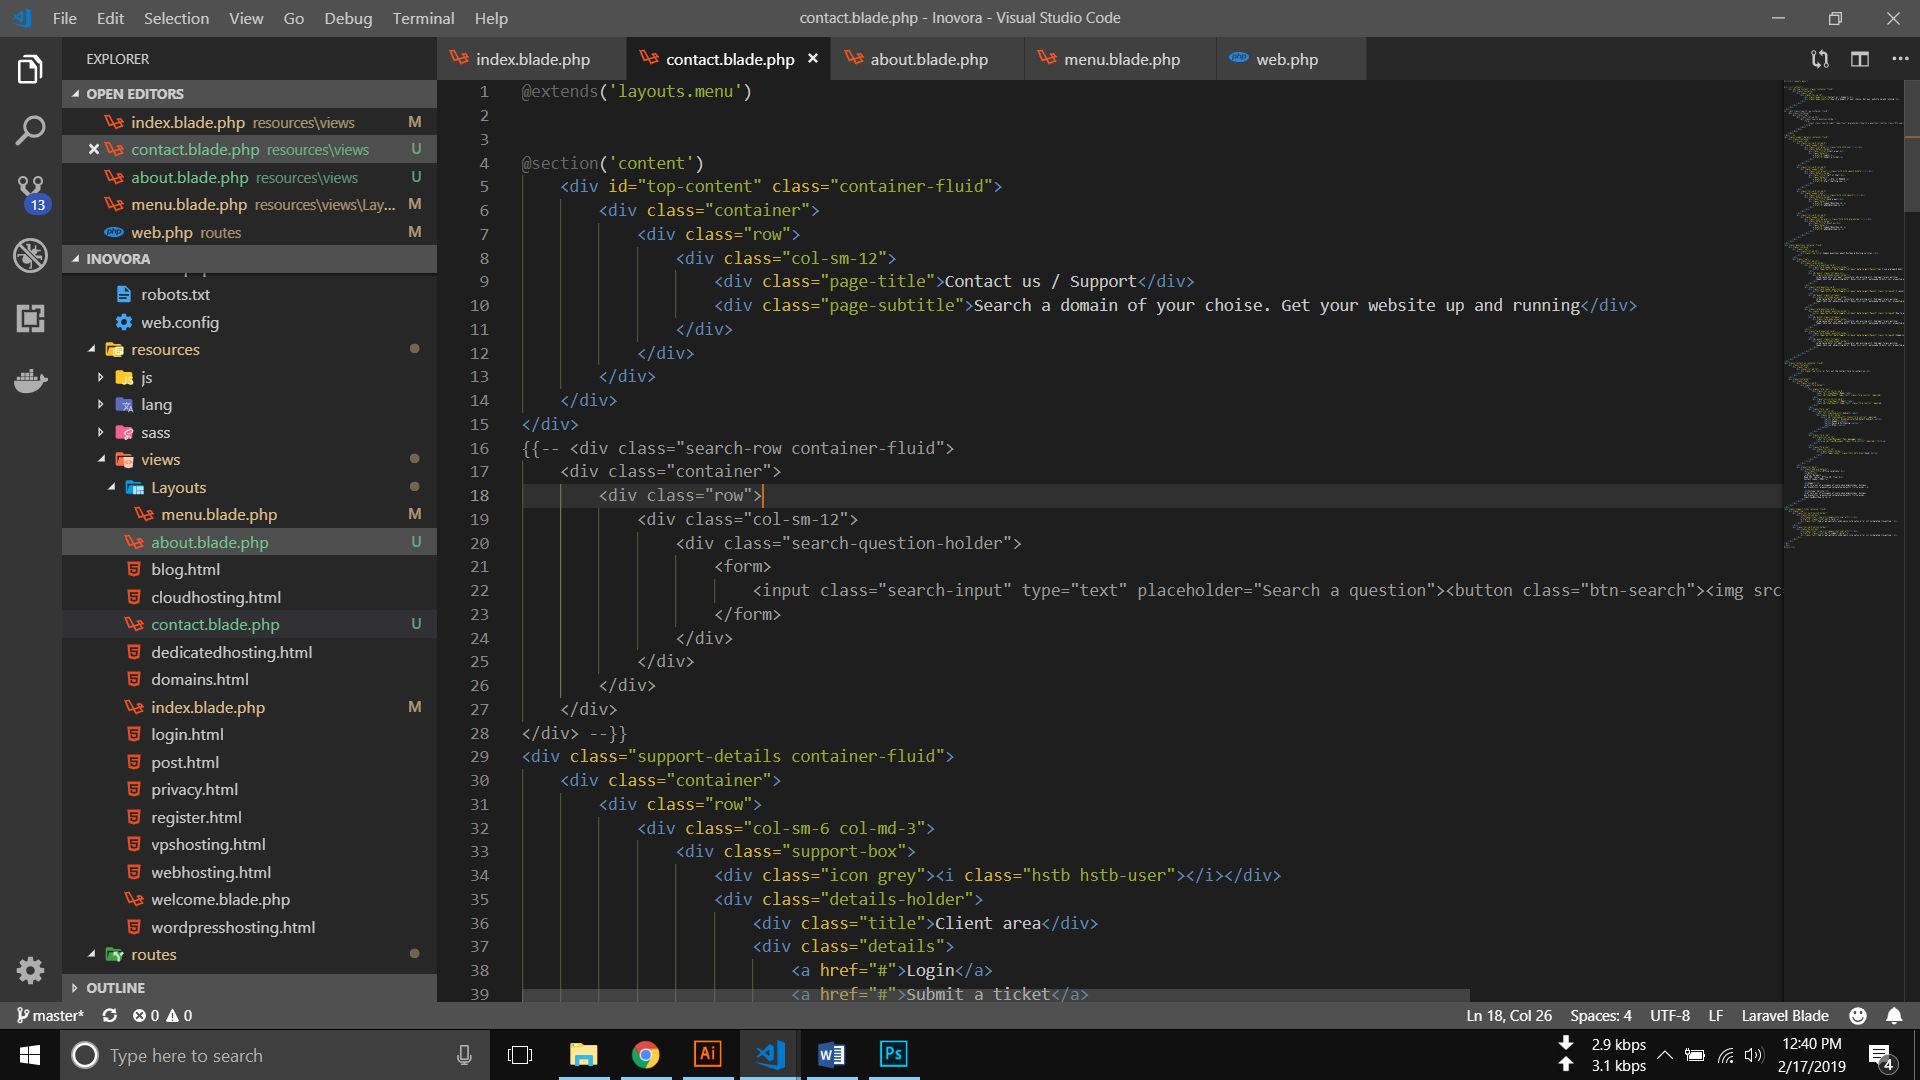 File Edit Selection View Go Debug Terminal Help
contact.blade.php - Inovora - Visual Studio Code
EXPLORER
index.blade.php
contact.blade.php
about.blade.php
menu.blade.php
web.php
OPEN EDITORS
index.blade.php resources\views M
contact.blade.php resources\views U
about.blade.php resources\views U
menu.blade.php resources\views\Lay... M
web.php routes M
13
INOVORA
robots.txt
web.config
resources
js
lang
sass
views
Layouts
menu.blade.php M
about.blade.php U
blog.html
cloudhosting.html
contact.blade.php U
dedicatedhosting.html
domains.html
index.blade.php M
login.html
post.html
privacy.html
register.html
vpshosting.html
webhosting.html
welcome.blade.php
wordpresshosting.html
routes
OUTLINE
1 @extends('layouts.menu')
2
3
4 @section('content')
5 <div id="top-content" class="container-fluid">
6 <div class="container">
7 <div class="row">
8 <div class="col-sm-12">
9 <div class="page-title">Contact us / Support</div>
10 <div class="page-subtitle">Search a domain of your choise. Get your website up and running</div>
11 </div>
12 </div>
13 </div>
14 </div>
15 </div>
16 {{-- <div class="search-row container-fluid">
17 <div class="container">
18 <div class="row">
19 <div class="col-sm-12">
20 <div class="search-question-holder">
21 <form>
22 <input class="search-input" type="text" placeholder="Search a question"><button class="btn-search"><img src
23 </form>
24 </div>
25 </div>
26 </div>
27 </div>
28 </div> --}}
29 <div class="support-details container-fluid">
30 <div class="container">
31 <div class="row">
32 <div class="col-sm-6 col-md-3">
33 <div class="support-box">
34 <div class="icon grey"><i class="hstb hstb-user"></i></div>
35 <div class="details-holder">
36 <div class="title">Client area</div>
37 <div class="details">
38 <a href="#">Login</a>
39 <a href="#">Submit a ticket</a>
master* 0 0
Ln 18, Col 26 Spaces: 4 UTF-8 LF Laravel Blade
Type here to search
Ai
W
Ps
2.9 kbps
3.1 kbps
12:40 PM
2/17/2019
4